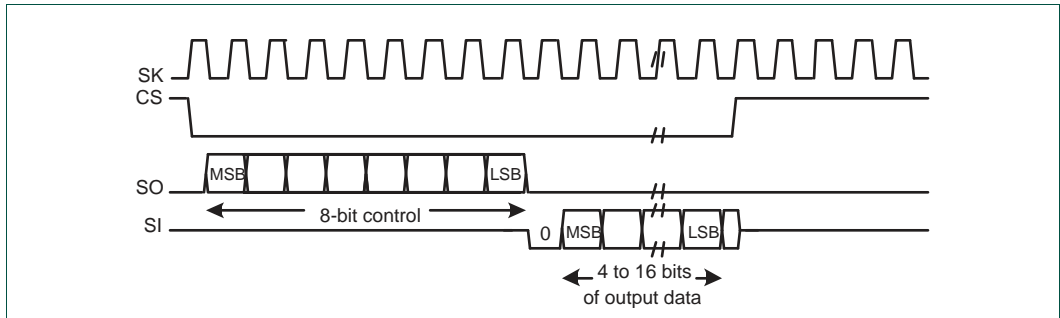 SK
CS
SO
MSB
LSB
8-bit control
SI
0
MSB
LSB
4 to 16 bits
of output data